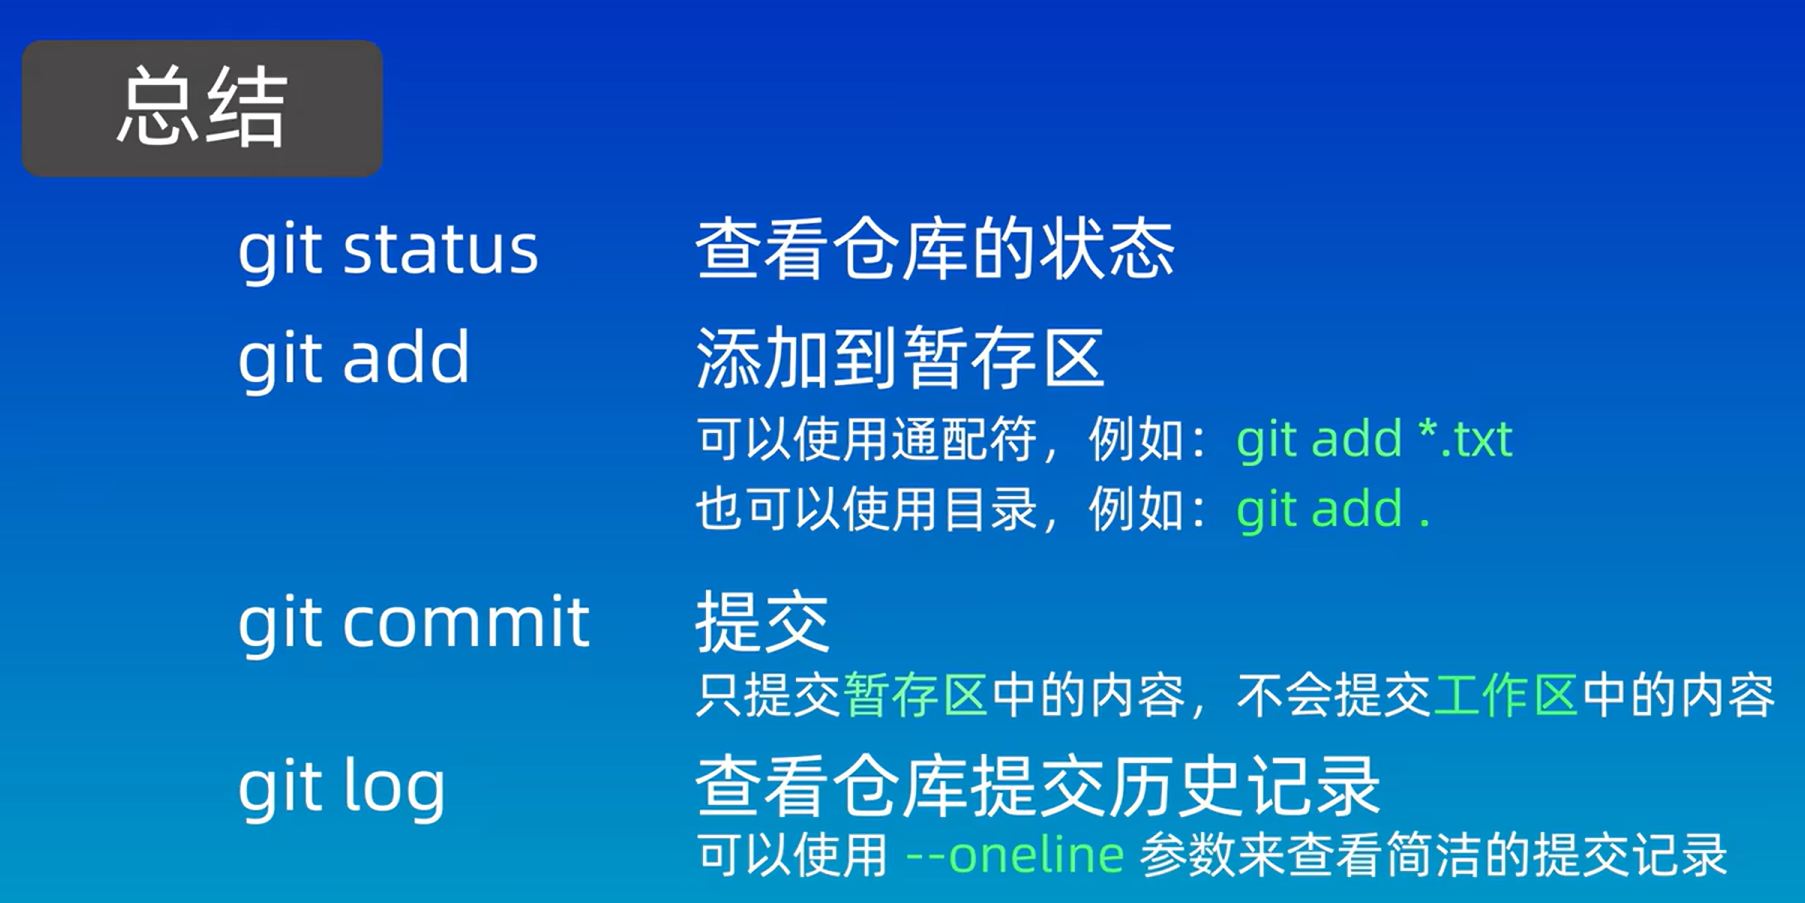 总结
git status 查看仓库的状态
git add 添加到暂存区
可以使用通配符，例如：git add *.txt
也可以使用目录，例如：git add .
git commit 提交
只提交暂存区中的内容，不会提交工作区中的内容
git log 查看仓库提交历史记录
可以使用 --oneline 参数来查看简洁的提交记录